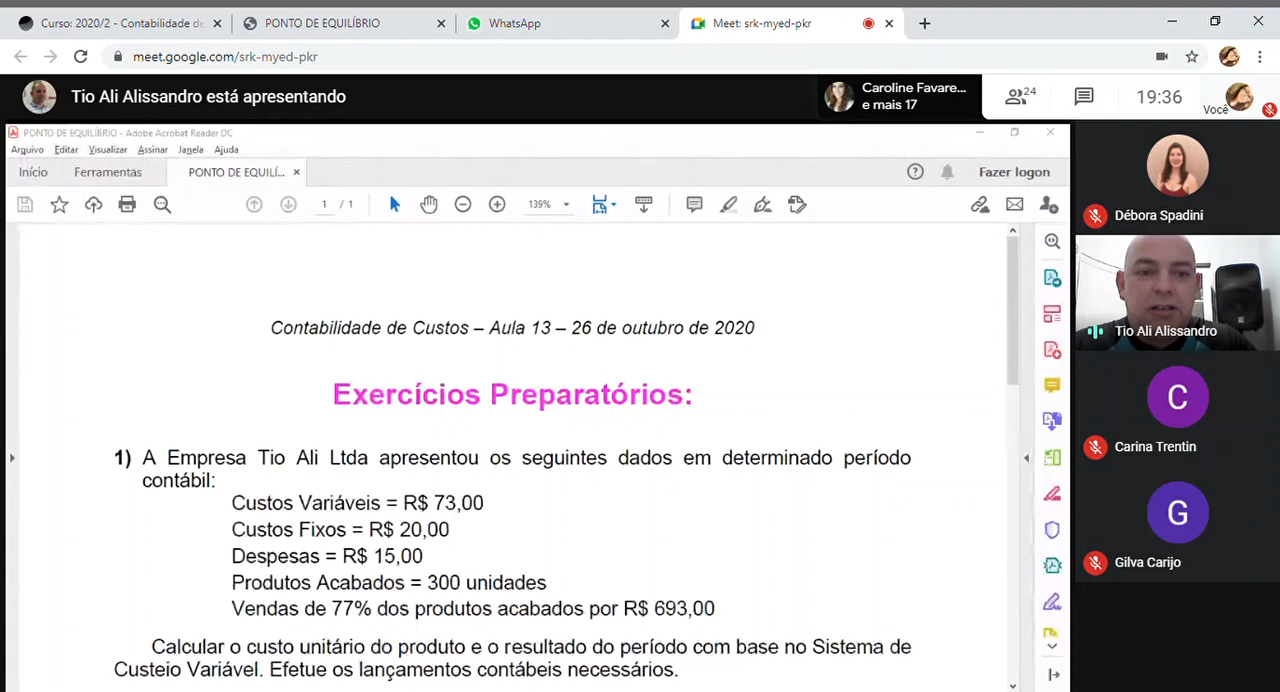 Curso: 2020/2 - Contabilidade de
PONTO DE EQUILÍBRIO
WhatsApp
Meet: srk-myed-pkr
meet.google.com/srk-myed-pkr
Tio Ali Alissandro está apresentando
Caroline Favare...
e mais 17
24
19:36
Você
PONTO DE EQUILÍBRIO - Adobe Acrobat Reader DC
Arquivo Editar Visualizar Assinar Janela Ajuda
Início Ferramentas PONTO DE EQUILÍ... Fazer logon
1 / 1 139%
Débora Spadini
Tio Ali Alissandro
C
Carina Trentin
G
Gilva Carijo
Contabilidade de Custos – Aula 13 – 26 de outubro de 2020
Exercícios Preparatórios:
1) A Empresa Tio Ali Ltda apresentou os seguintes dados em determinado período
contábil:
Custos Variáveis = R$ 73,00
Custos Fixos = R$ 20,00
Despesas = R$ 15,00
Produtos Acabados = 300 unidades
Vendas de 77% dos produtos acabados por R$ 693,00
Calcular o custo unitário do produto e o resultado do período com base no Sistema de
Custeio Variável. Efetue os lançamentos contábeis necessários.